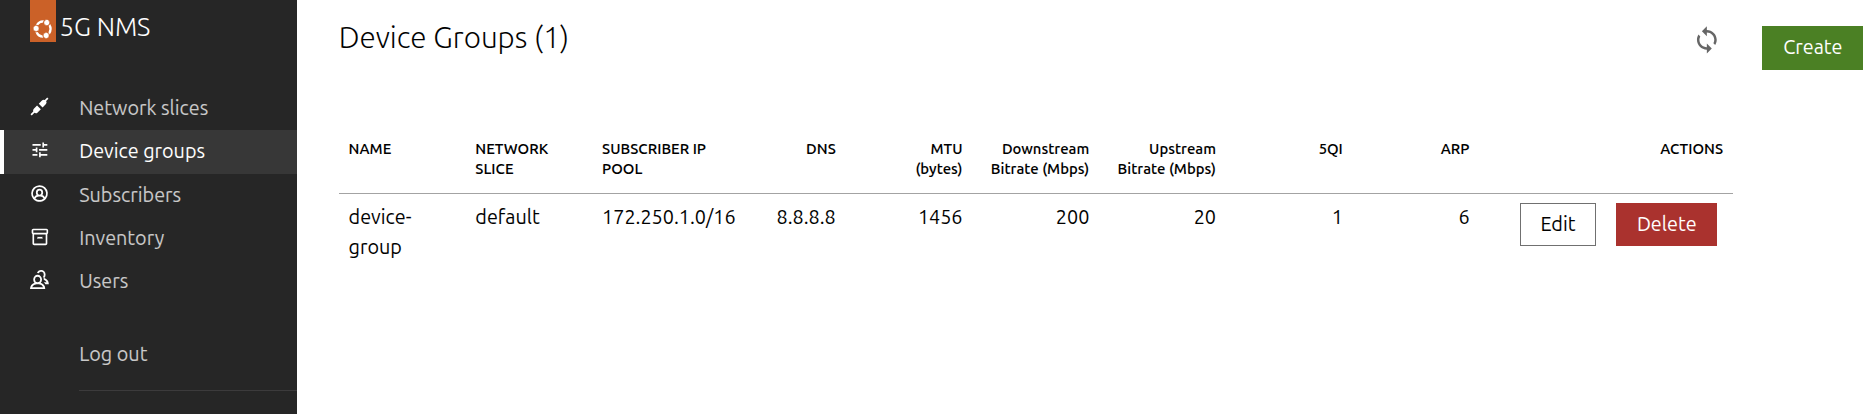 5G NMS
Network slices
Device groups
Subscribers
Inventory
Users
Log out
Device Groups (1)
Create
NAME NETWORK SLICE SUBSCRIBER IP POOL DNS MTU (bytes) Downstream Bitrate (Mbps) Upstream Bitrate (Mbps) 5QI ARP ACTIONS
device-group default 172.250.1.0/16 8.8.8.8 1456 200 20 1 6 Edit Delete